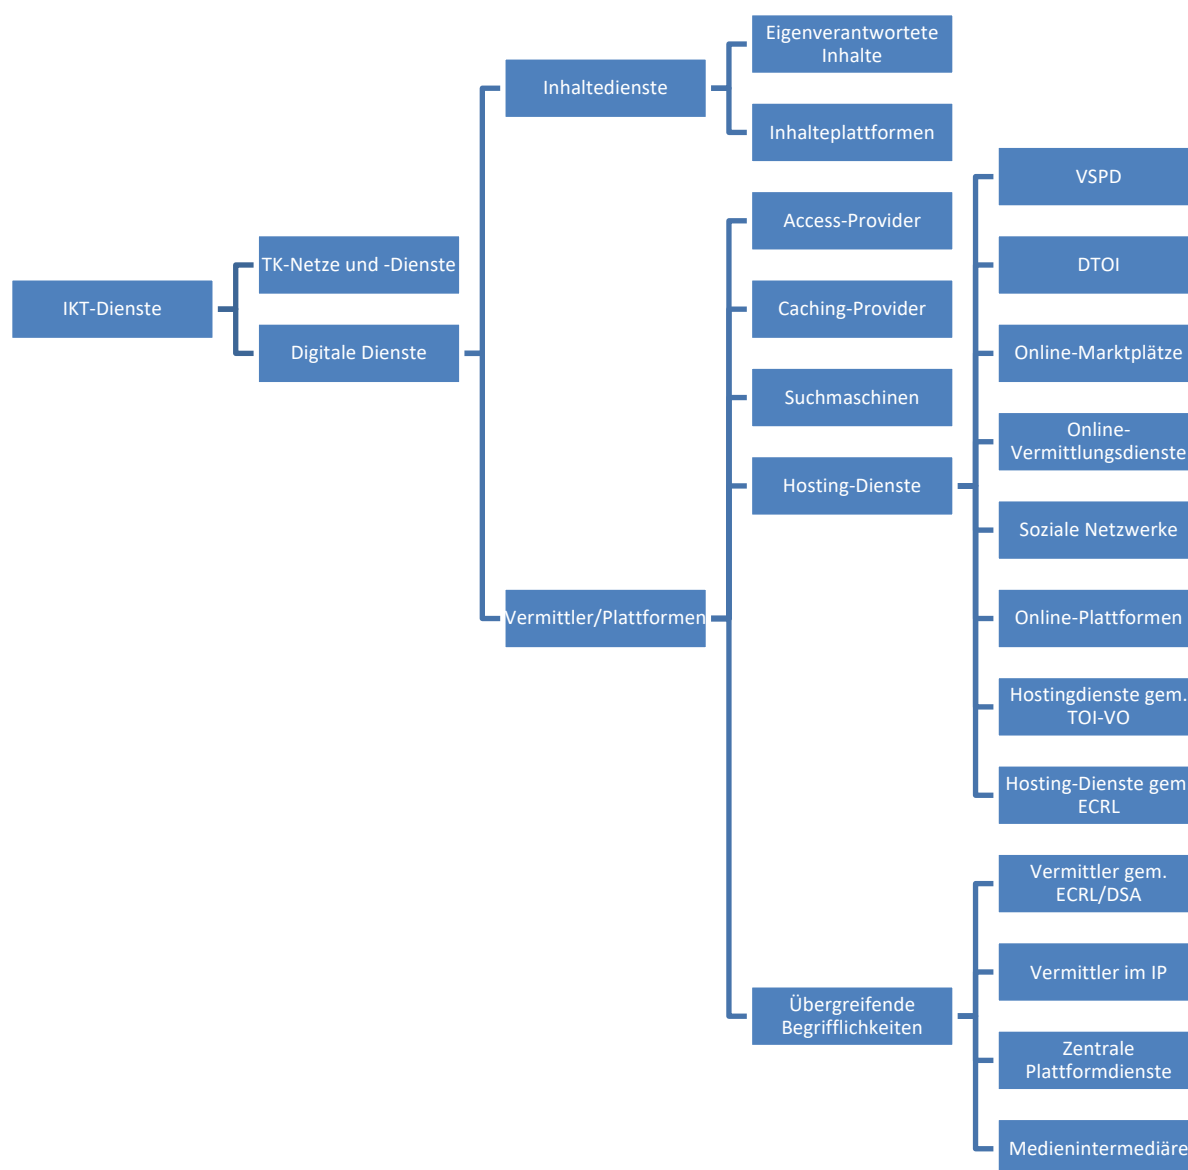 Eigenverantwortete
Inhalte
Inhaltedienste
Inhalteplattformen
VSPD
Access-Provider
TK-Netze und -Dienste
DTOI
IKT-Dienste
Caching-Provider
Digitale Dienste
Online-Marktplätze
Suchmaschinen
Online-
Vermittlungsdienste
Hosting-Dienste
Soziale Netzwerke
Vermittler/Plattformen
Online-Plattformen
Hostingdienste gem.
TOI-VO
Hosting-Dienste gem
ECRL
Vermittler gem.
ECRL/DSA
Vermittler im IP
Übergreifende
Begrifflichkeiten
Zentrale
Plattformdienste
Medienintermediäre